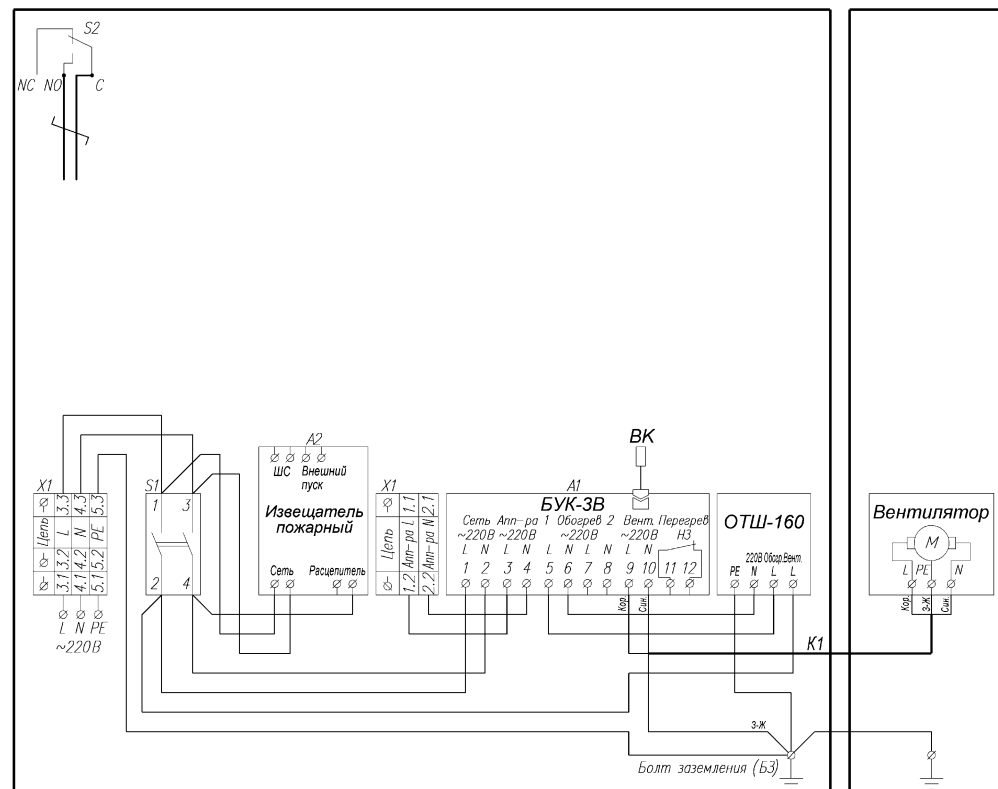 S2
NC NO C
A2
ШС Внешний
пуск
Извещатель
пожарный
Сеть Расцепитель
X1
Цепь
3.1 3.2 L 3.3
4.1 4.2 N 4.3
5.1 5.2 PE 5.3
L N PE
~220В
S1
1 3
2 4
X1
Цепь
1.2 Апп-ра L 1.1
2.2 Апп-ра N 2.1
BK
A1
БУК-3В
Сеть Апп-ра 1 Обогрев 2 Вент. Перегрев
~220В ~220В ~220В ~220В НЗ
L N L N L N L N L N
1 2 3 4 5 6 7 8 9 10 11 12
Кор. Син.
ОТШ-160
220В Обогр.Вент.
PE N L L
Вентилятор
M
L PE N
Кор. З-Ж Син.
К1
З-Ж
Болт заземления (БЗ)